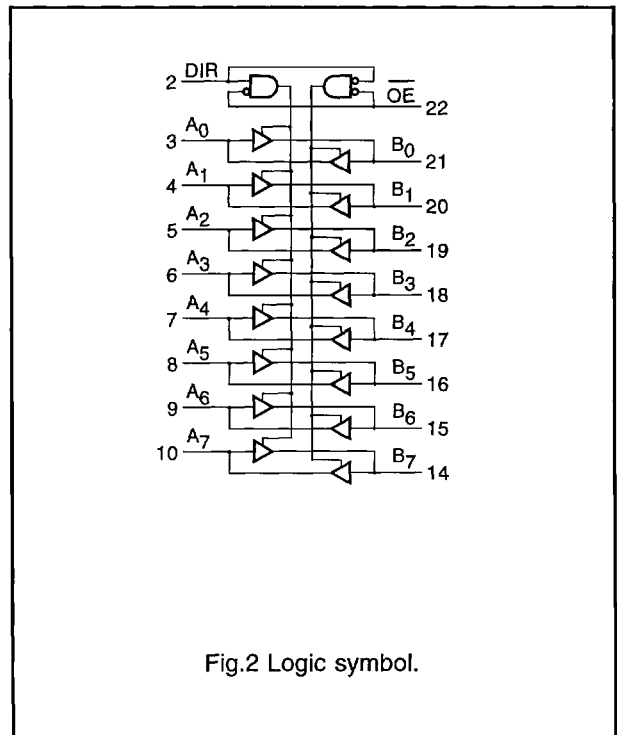 2 DIR
OE
22
3 A0
B0 21
4 A1
B1 20
5 A2
B2 19
6 A3
B3 18
7 A4
B4 17
8 A5
B5 16
9 A6
B6 15
10 A7
B7 14
Fig.2 Logic symbol.